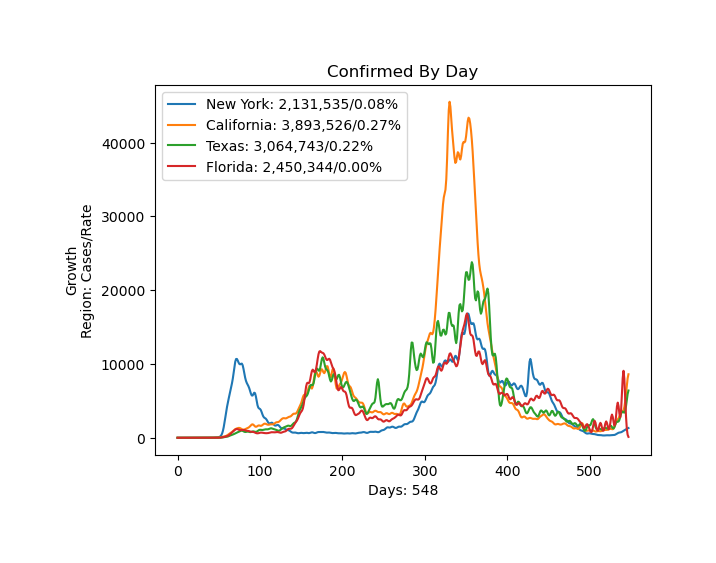 Confirmed By Day
New York: 2,131,535/0.08%
California: 3,893,526/0.27%
Texas: 3,064,743/0.22%
Florida: 2,450,344/0.00%
Growth
Region: Cases/Rate
40000
30000
20000
10000
0
0 100 200 300 400 500
Days: 548